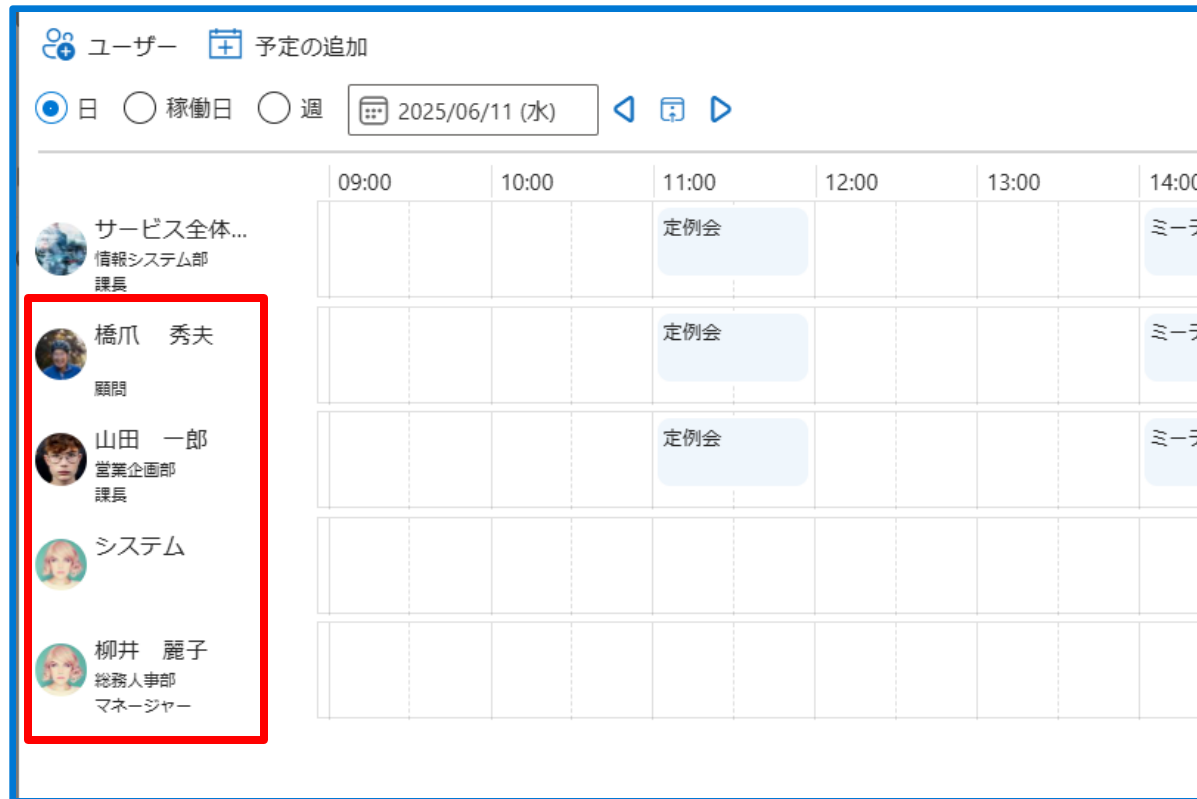 ユーザー 予定の追加
日 稼働日 週 2025/06/11 (水)
09:00 10:00 11:00 12:00 13:00 14:00
サービス全体...
情報システム部
課長
定例会 ミーテ
橋爪 秀夫
顧問
定例会 ミーテ
山田 一郎
営業企画部
課長
定例会 ミーテ
システム
柳井 麗子
総務人事部
マネージャー